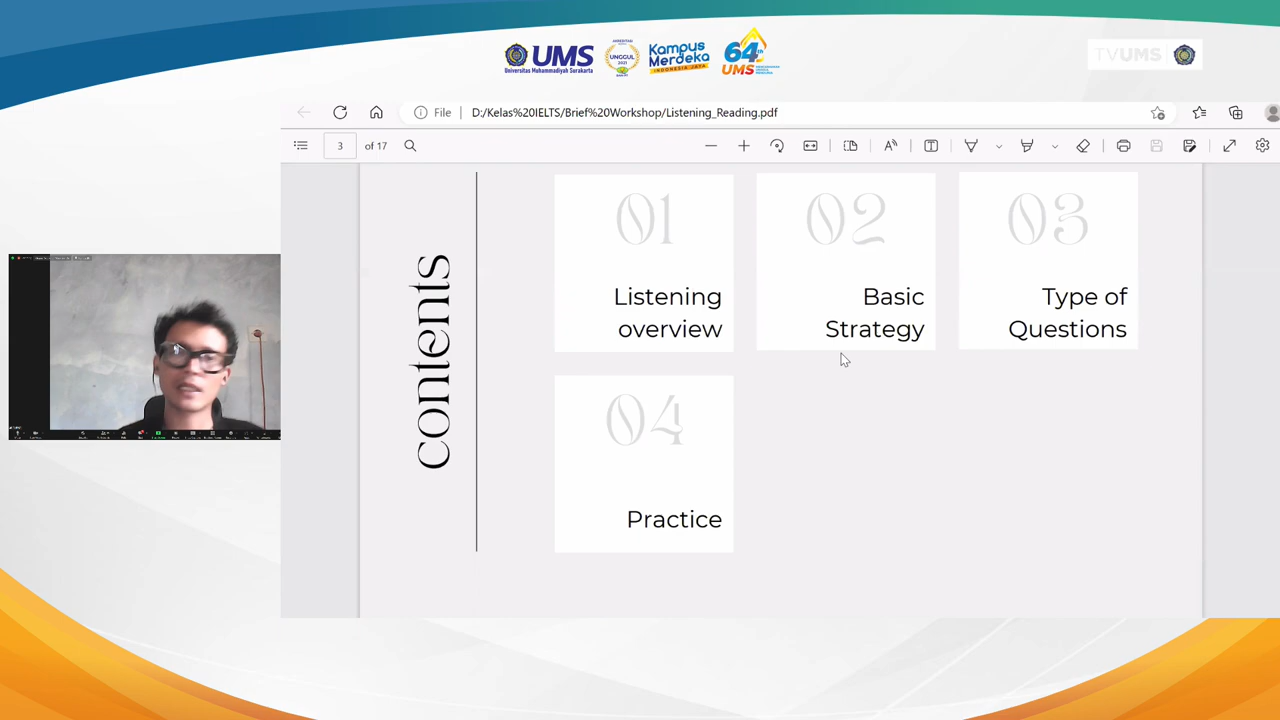 UMS
Universitas Muhammadiyah Surakarta
UNGGUL
2021
Kampus
Merdeka
INDONESIA JAYA
64th
UMS
TVUMS
File
D:/Kelas%20IELTS/Brief%20Workshop/Listening_Reading.pdf
3 of 17
contents
01
Listening
overview
02
Basic
Strategy
03
Type of
Questions
04
Practice